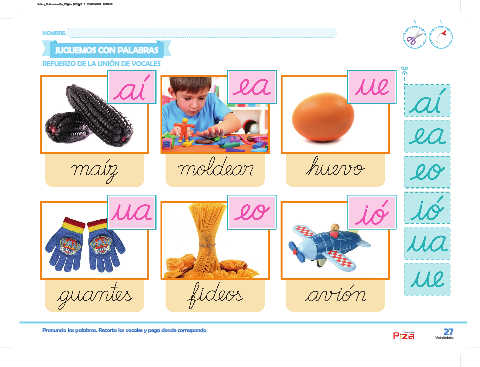 NOMBRE:
JUGUEMOS CON PALABRAS
REFUERZO DE LA UNIÓN DE VOCALES
aí
ea
ue
maíz
moldear
huevo
ua
eo
ió
guantes
fideos
avión
aí
ea
eo
ió
ua
ue
Pronuncia las palabras. Recorta las vocales y pega donde corresponda.
27